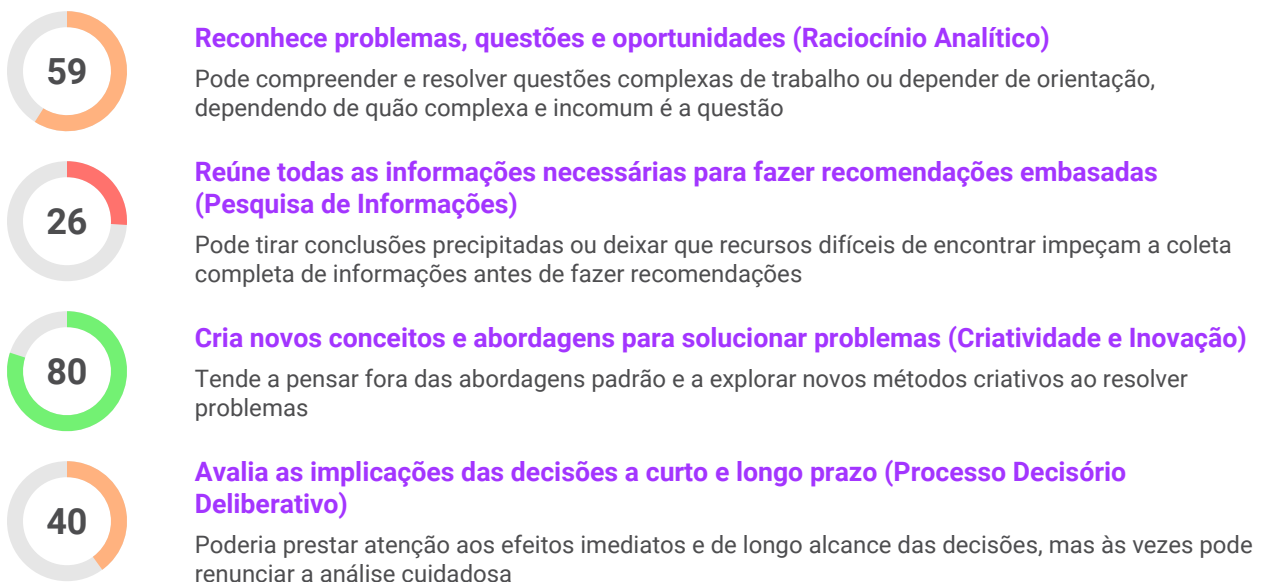 59
Reconhece problemas, questões e oportunidades (Raciocínio Analítico)
Pode compreender e resolver questões complexas de trabalho ou depender de orientação,
dependendo de quão complexa e incomum é a questão
26
Reúne todas as informações necessárias para fazer recomendações embasadas
(Pesquisa de Informações)
Pode tirar conclusões precipitadas ou deixar que recursos difíceis de encontrar impeçam a coleta
completa de informações antes de fazer recomendações
80
Cria novos conceitos e abordagens para solucionar problemas (Criatividade e Inovação)
Tende a pensar fora das abordagens padrão e a explorar novos métodos criativos ao resolver
problemas
40
Avalia as implicações das decisões a curto e longo prazo (Processo Decisório
Deliberativo)
Poderia prestar atenção aos efeitos imediatos e de longo alcance das decisões, mas às vezes pode
renunciar a análise cuidadosa